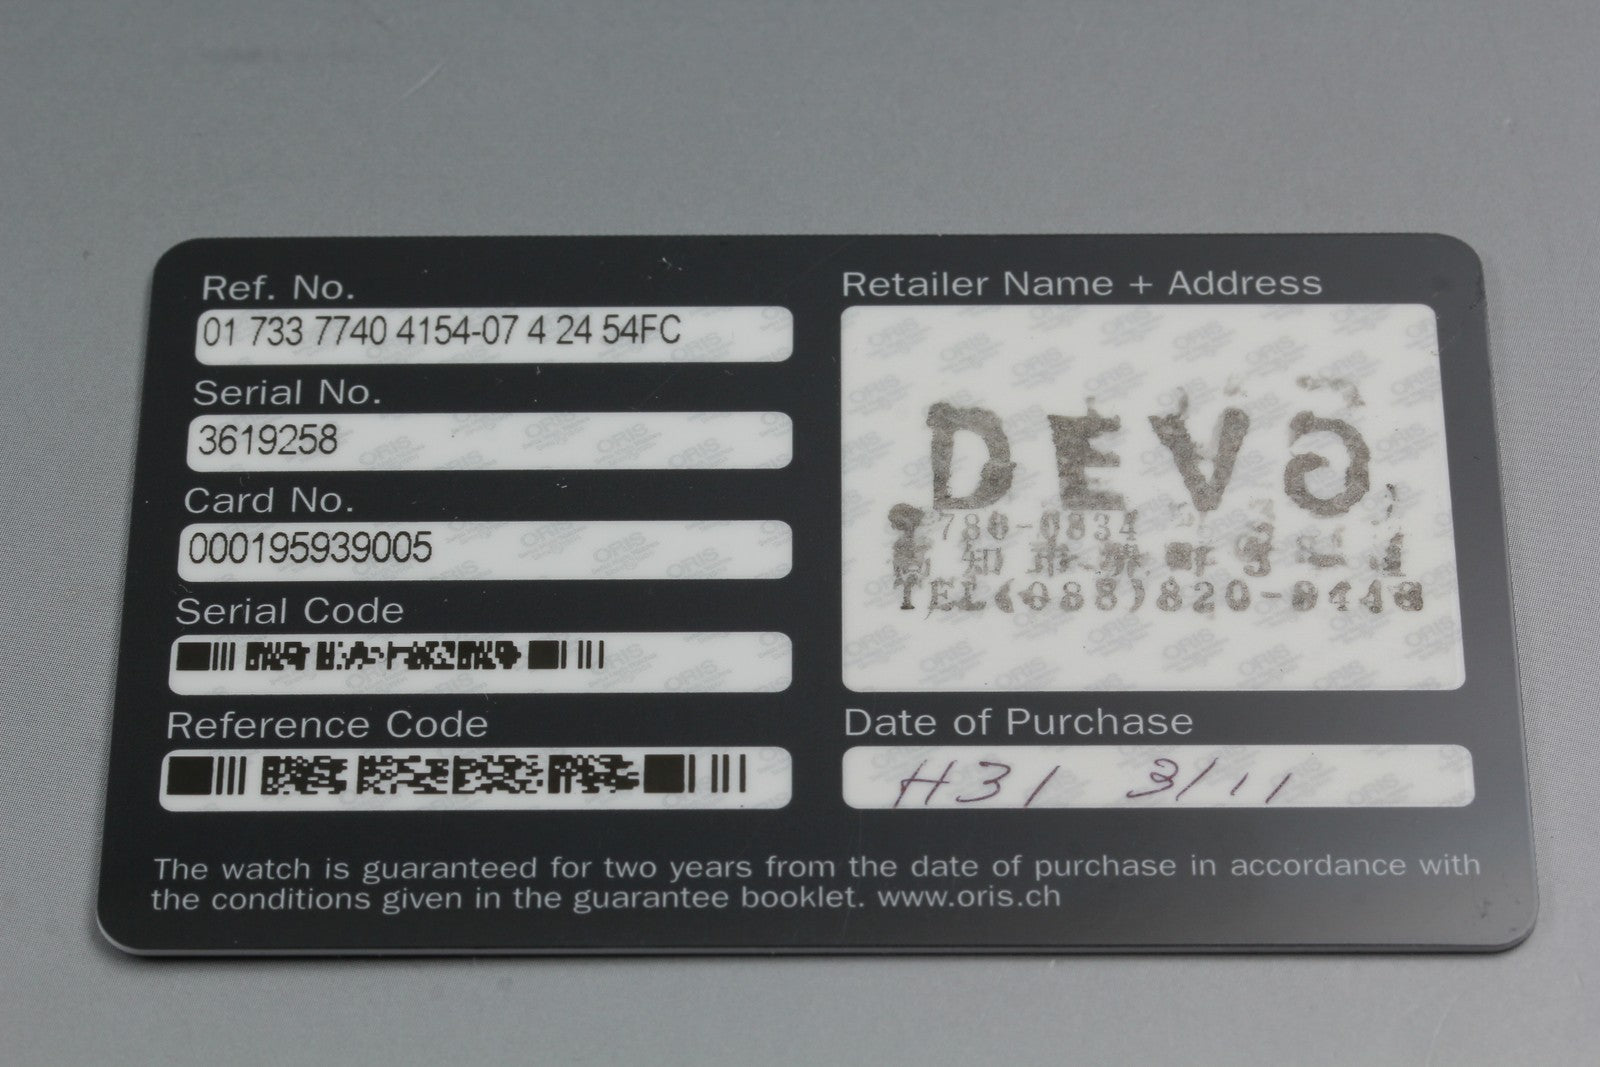 Ref. No.
01 733 7740 4154-07 4 24 54FC
Serial No.
3619258
Card No.
000195939005
Serial Code
Reference Code
Retailer Name + Address
DEVO
TEL(088)820-
Date of Purchase
H31 3/11
The watch is guaranteed for two years from the date of purchase in accordance with
the conditions given in the guarantee booklet. www.oris.ch